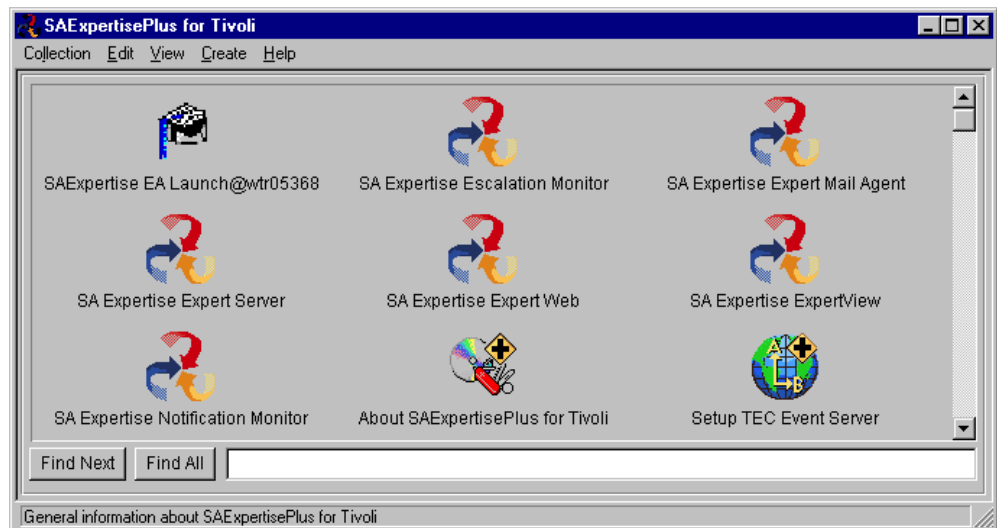 SAExpertisePlus for Tivoli
Collection Edit View Create Help
SAExpertise EA Launch@wtr05368 SA Expertise Escalation Monitor SA Expertise Expert Mail Agent
SA Expertise Expert Server SA Expertise Expert Web SA Expertise ExpertView
A B
SA Expertise Notification Monitor About SAExpertisePlus for Tivoli Setup TEC Event Server
Find Next Find All
General information about SAExpertisePlus for Tivoli